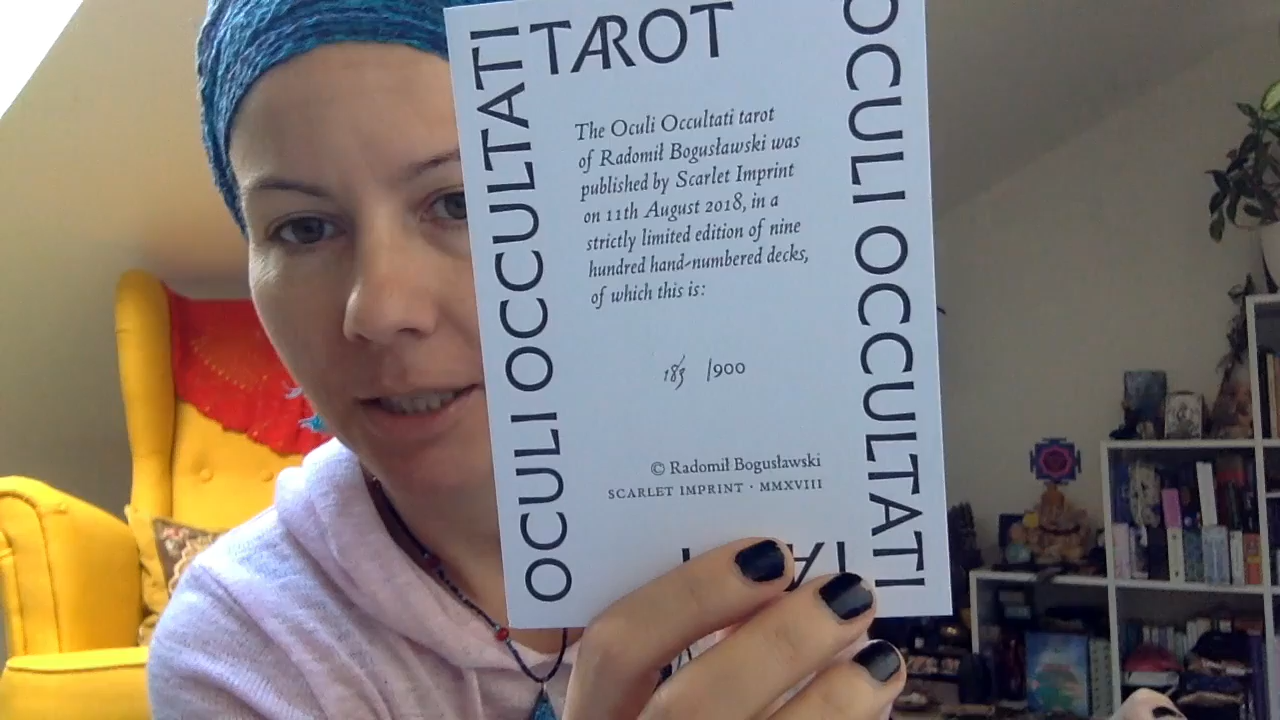 TAROT
OCULI OCCULTATI
OCULI OCCULTATI
The Oculi Occultati tarot
of Radomił Bogusławski was
published by Scarlet Imprint
on 11th August 2018, in a
strictly limited edition of nine
hundred hand-numbered decks,
of which this is:
183 /900
© Radomił Bogusławski
SCARLET IMPRINT · MMXVIII